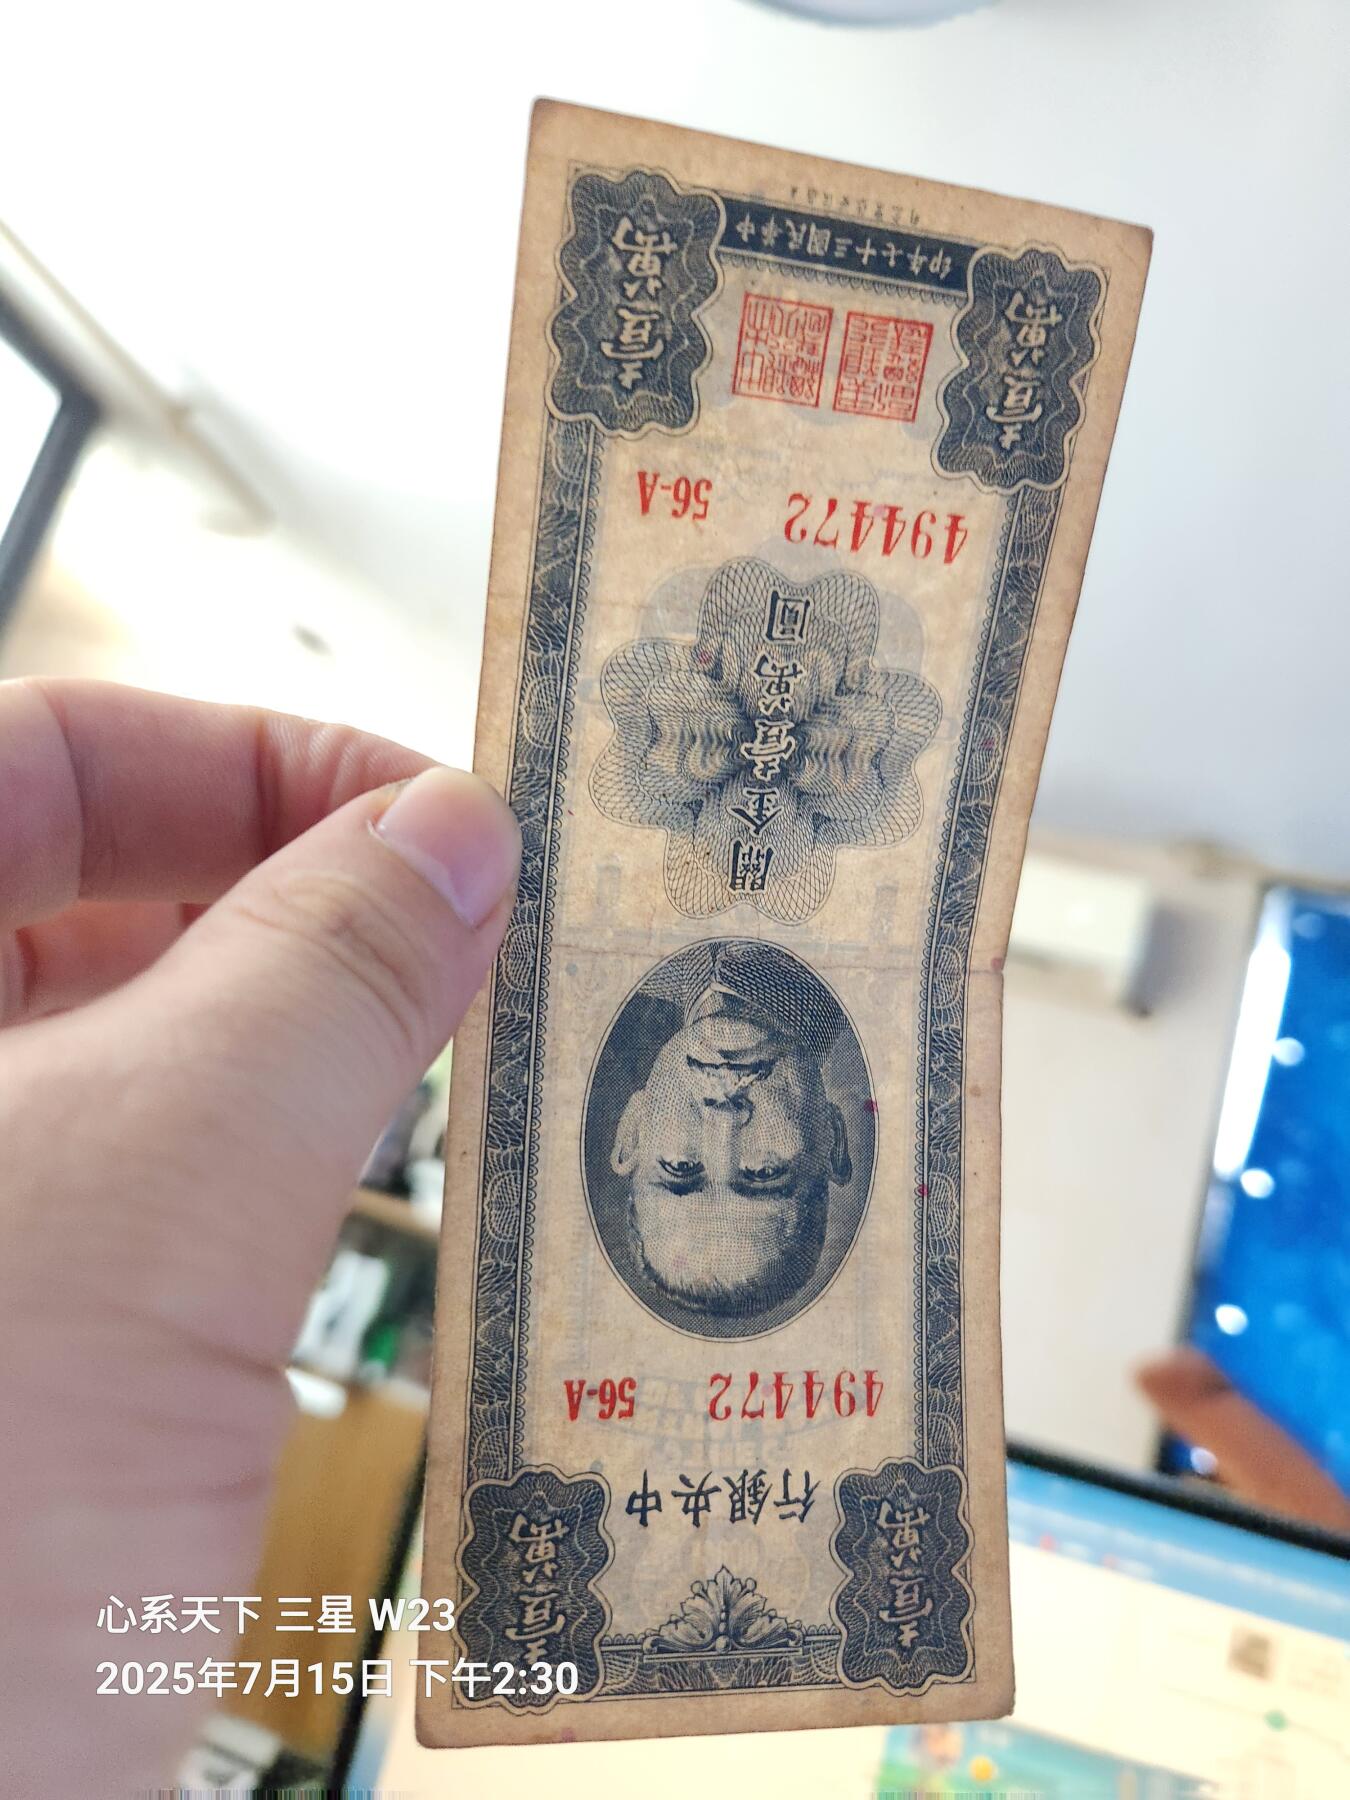 中央銀行
壹萬
壹萬
494472 56-A
關金壹萬圓
494472 56-A
壹萬
壹萬
中華民國三十七年印
心系天下 三星 W23
2025年7月15日 下午2:30